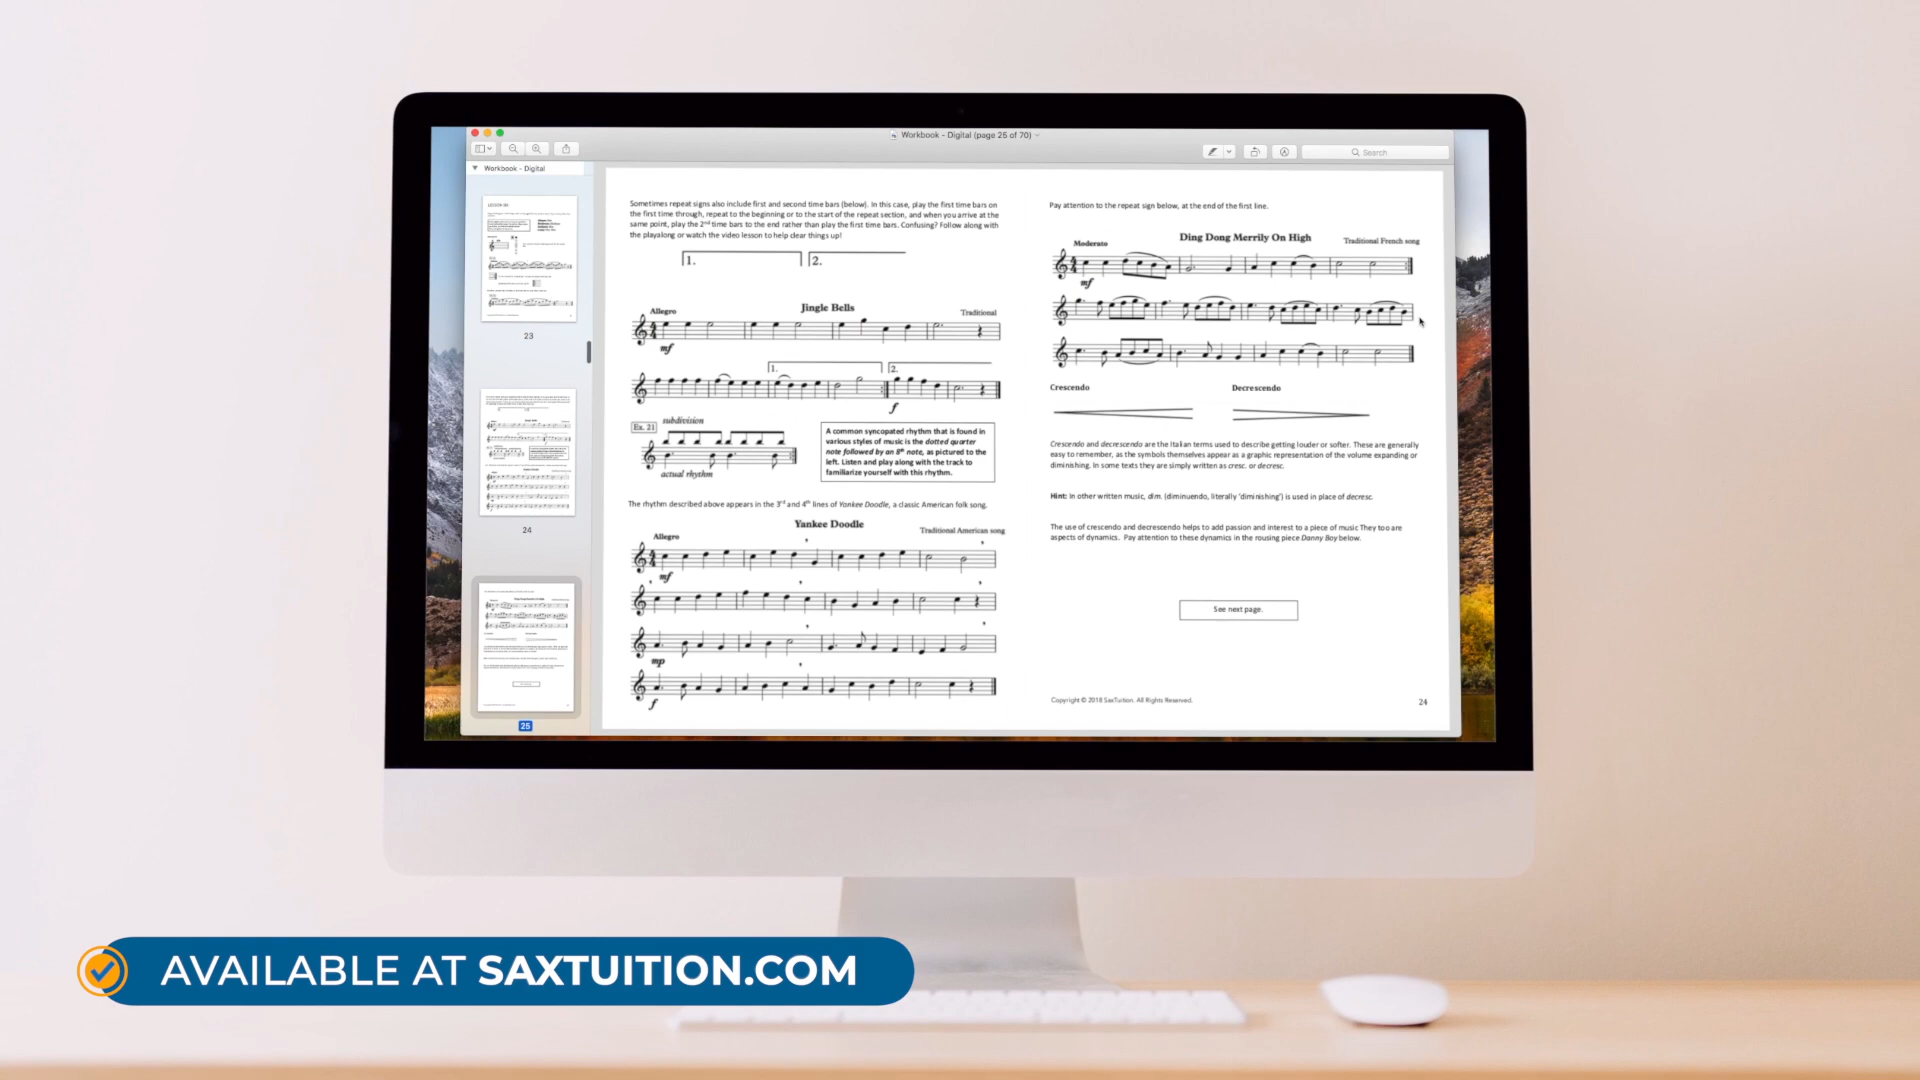 Workbook - Digital (page 25 of 70)
Search
Workbook - Digital
23
24
25
Sometimes repeat signs also include first and second time bars (below). In this case, play the first time bars on
the first time through, repeat to the beginning or to the start of the repeat section, and when you arrive at the
same point, play the 2nd time bars to the end rather than play the first time bars. Confusing? Follow along with
the playalong or watch the video lesson to help clear things up!
1. 2.
Jingle Bells
Allegro
Traditional
mf
1. 2.
f
Ex. 21
subdivision
actual rhythm
A common syncopated rhythm that is found in
various styles of music is the dotted quarter
note followed by an 8th note, as pictured to the
left. Listen and play along with the track to
familiarize yourself with this rhythm.
The rhythm described above appears in the 3rd and 4th lines of Yankee Doodle, a classic American folk song.
Yankee Doodle
Allegro
Traditional American song
mf
mp
f
Pay attention to the repeat sign below, at the end of the first line.
Ding Dong Merrily On High
Moderato
Traditional French song
mf
Crescendo
Decrescendo
Crescendo and decrescendo are the Italian terms used to describe getting louder or softer. These are generally
easy to remember, as the symbols themselves appear as a graphic representation of the volume expanding or
diminishing. In some texts they are simply written as cresc. or decresc.
Hint: In other written music, dim. (diminuendo, literally 'diminishing') is used in place of decresc.
The use of crescendo and decrescendo helps to add passion and interest to a piece of music They too are
aspects of dynamics. Pay attention to these dynamics in the rousing piece Danny Boy below.
See next page.
Copyright © 2018 SaxTuition. All Rights Reserved.
24
AVAILABLE AT SAXTUITION.COM